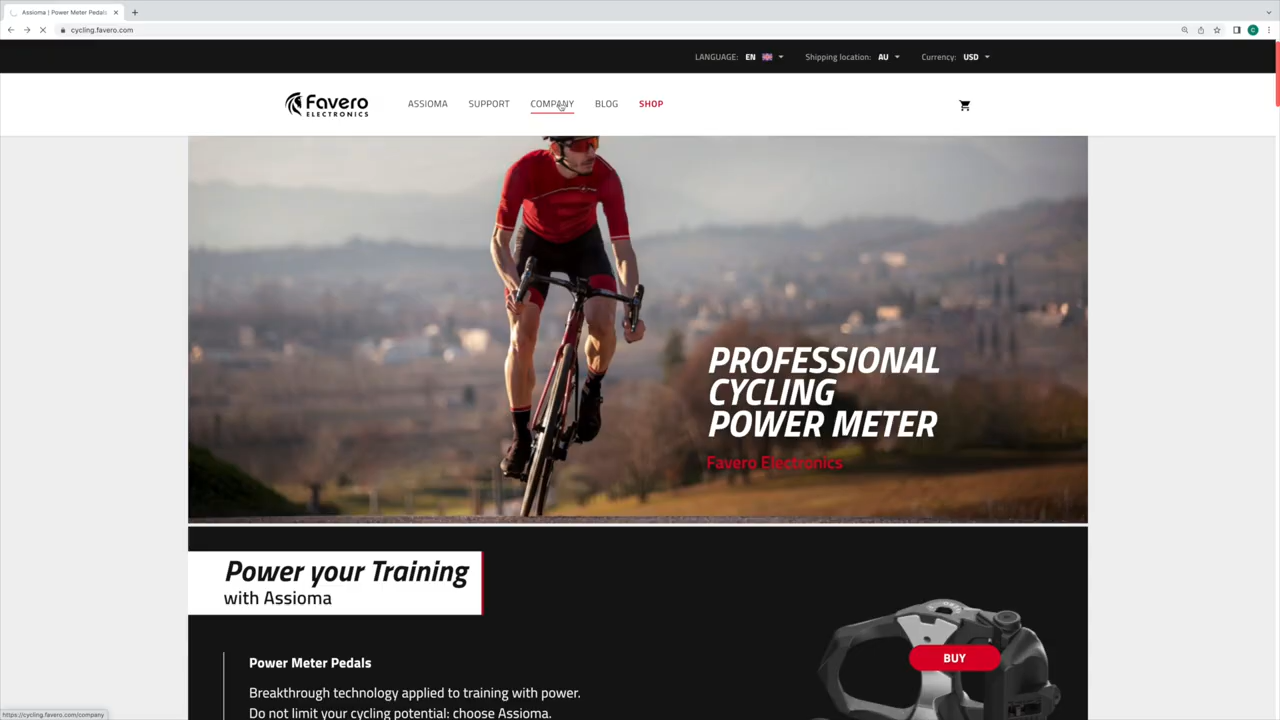 Assioma | Power Meter Pedals
cycling.favero.com
LANGUAGE: EN
Shipping location: AU
Currency: USD
Favero
ELECTRONICS
ASSIOMA
SUPPORT
COMPANY
BLOG
SHOP
PROFESSIONAL
CYCLING
POWER METER
Favero Electronics
Power your Training
with Assioma
Power Meter Pedals
Breakthrough technology applied to training with power.
Do not limit your cycling potential: choose Assioma.
BUY
https://cycling.favero.com/company